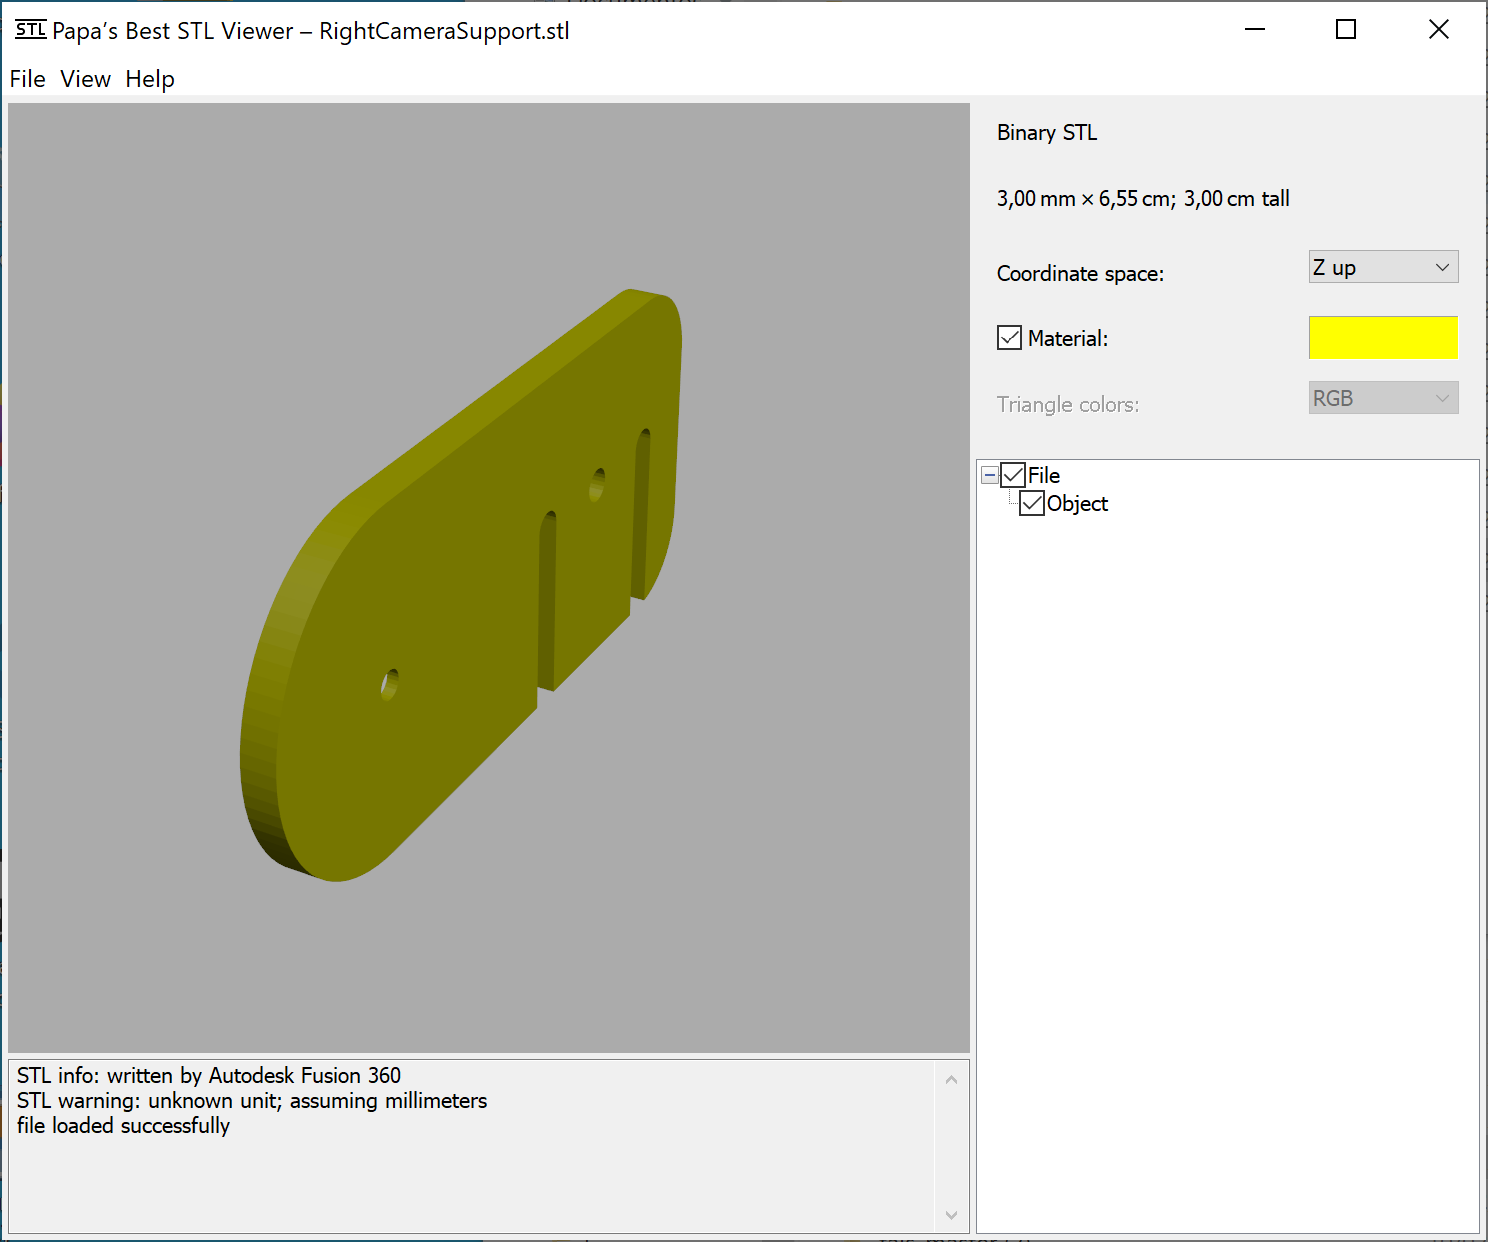 STL Papa’s Best STL Viewer – RightCameraSupport.stl
File View Help
Binary STL
3,00 mm × 6,55 cm; 3,00 cm tall
Coordinate space:
Z up
Material:
Triangle colors:
RGB
File
Object
STL info: written by Autodesk Fusion 360
STL warning: unknown unit; assuming millimeters
file loaded successfully